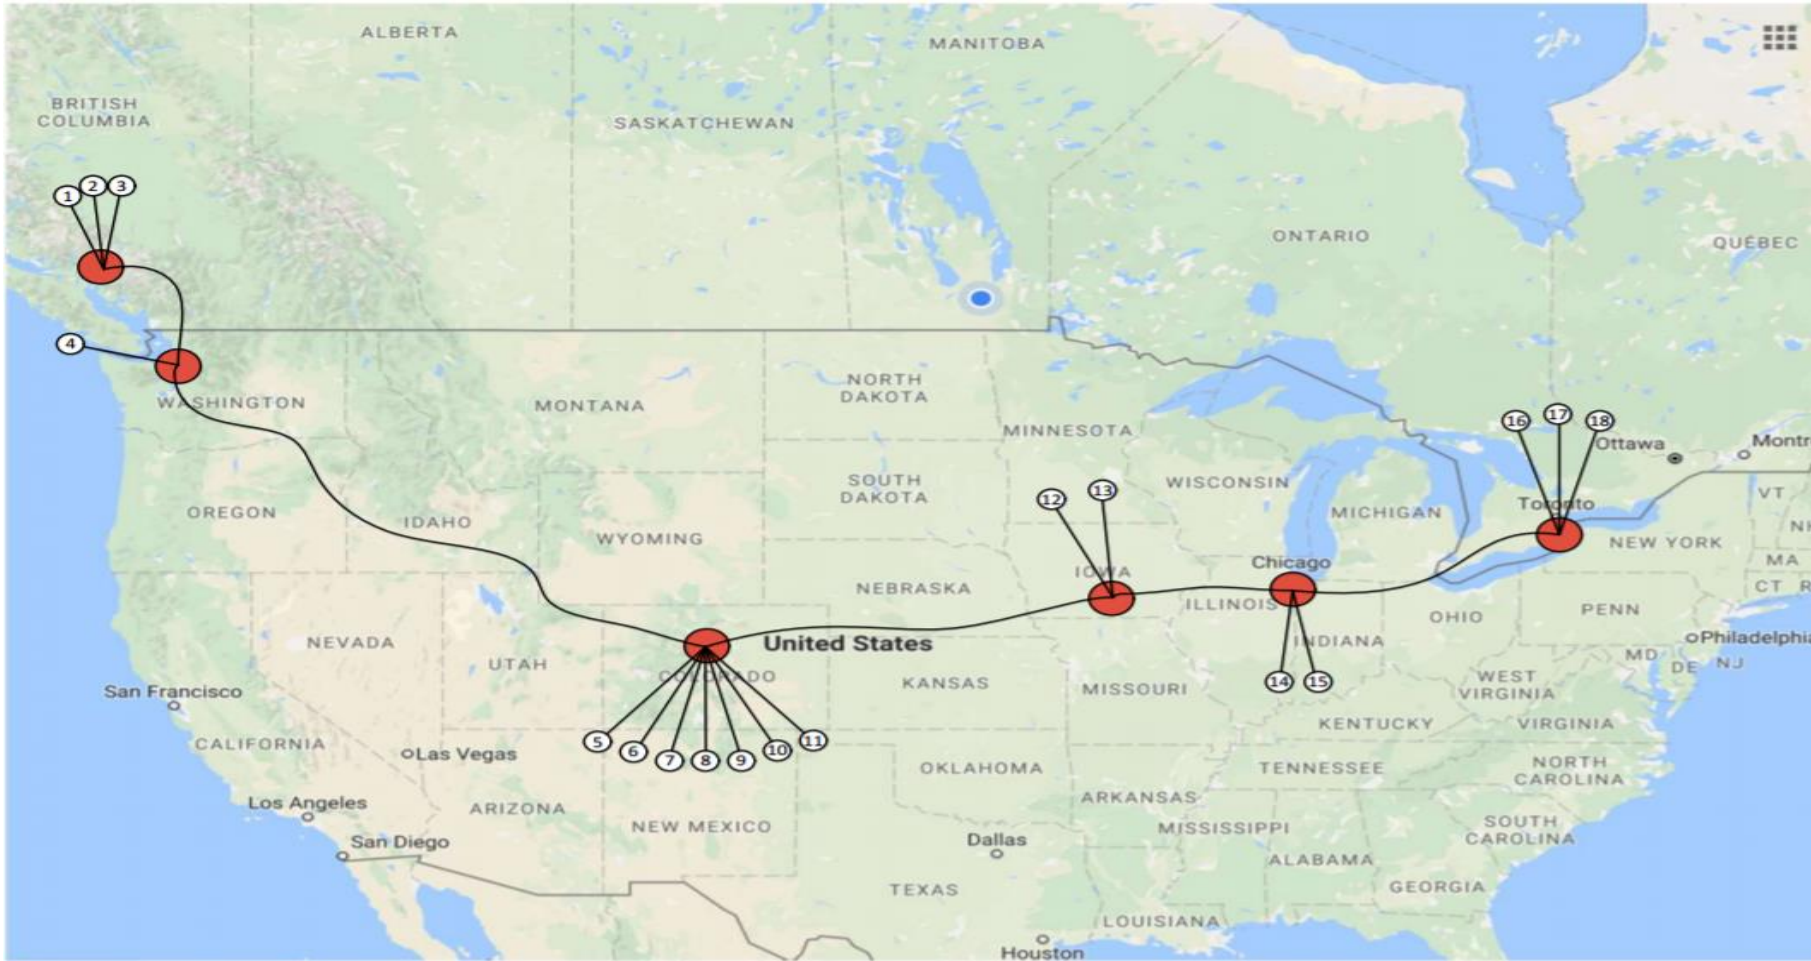 ALBERTA
MANITOBA
BRITISH
COLUMBIA
SASKATCHEWAN
1
2
3
ONTARIO
QUÉBEC
4
WASHINGTON
MONTANA
NORTH
DAKOTA
MINNESOTA
16
17
18
Ottawa
Montr
SOUTH
DAKOTA
WISCONSIN
12
13
VT
OREGON
IDAHO
WYOMING
MICHIGAN
Toronto
NEW YORK
NH
MA
Chicago
IOWA
NEBRASKA
CT R
ILLINOIS
OHIO
PENN
NEVADA
United States
INDIANA
Philadelphia
UTAH
COLORADO
KANSAS
MISSOURI
14
15
WEST
VIRGINIA
MD
DE
NJ
San Francisco
KENTUCKY
VIRGINIA
CALIFORNIA
Las Vegas
5
6
7
8
9
10
11
OKLAHOMA
TENNESSEE
NORTH
CAROLINA
Los Angeles
ARIZONA
NEW MEXICO
ARKANSAS
MISSISSIPPI
SOUTH
CAROLINA
San Diego
Dallas
ALABAMA
TEXAS
GEORGIA
LOUISIANA
Houston